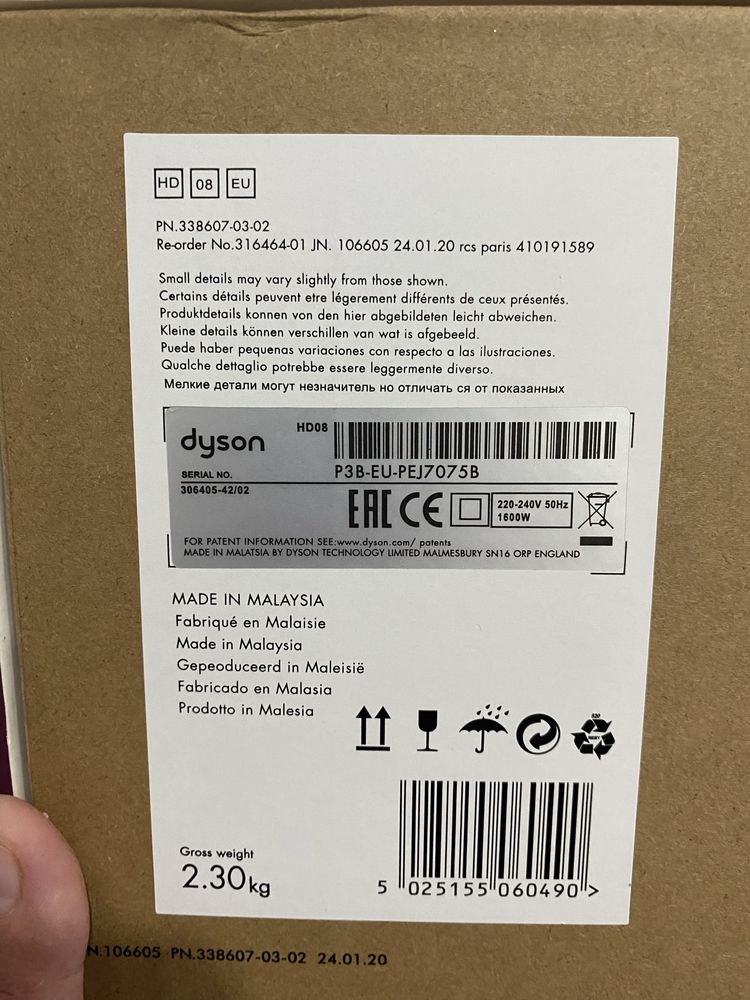 HD 08 EU
PN.338607-03-02
Re-order No.316464-01 JN. 106605 24.01.20 rcs paris 410191589
Small details may vary slightly from those shown.
Certains détails peuvent etre légerement différents de ceux présentés.
Produktdetails konnen von den hier abgebildeten leicht abweichen.
Kleine details können verschillen van wat is afgebeeld.
Puede haber pequenas variaciones con respecto a las ilustraciones.
Qualche dettaglio potrebbe essere leggermente diverso.
Мелкие детали могут незначитель но отличать ся от показанных
dyson
HD08
SERIAL NO.
P3B-EU-PEJ7075B
306405-42/02
EAC CE
220-240V 50Hz
1600W
FOR PATENT INFORMATION SEE:www.dyson.com/ patents
MADE IN MALATSIA BY DYSON TECHNOLOGY LIMITED MALMESBURY SN16 ORP ENGLAND
MADE IN MALAYSIA
Fabriqué en Malaisie
Made in Malaysia
Gepeoduceerd in Maleisië
Fabricado en Malasia
Prodotto in Malesia
Gross weight
2.30kg
5 025155 060490 >
N.106605 PN.338607-03-02 24.01.20